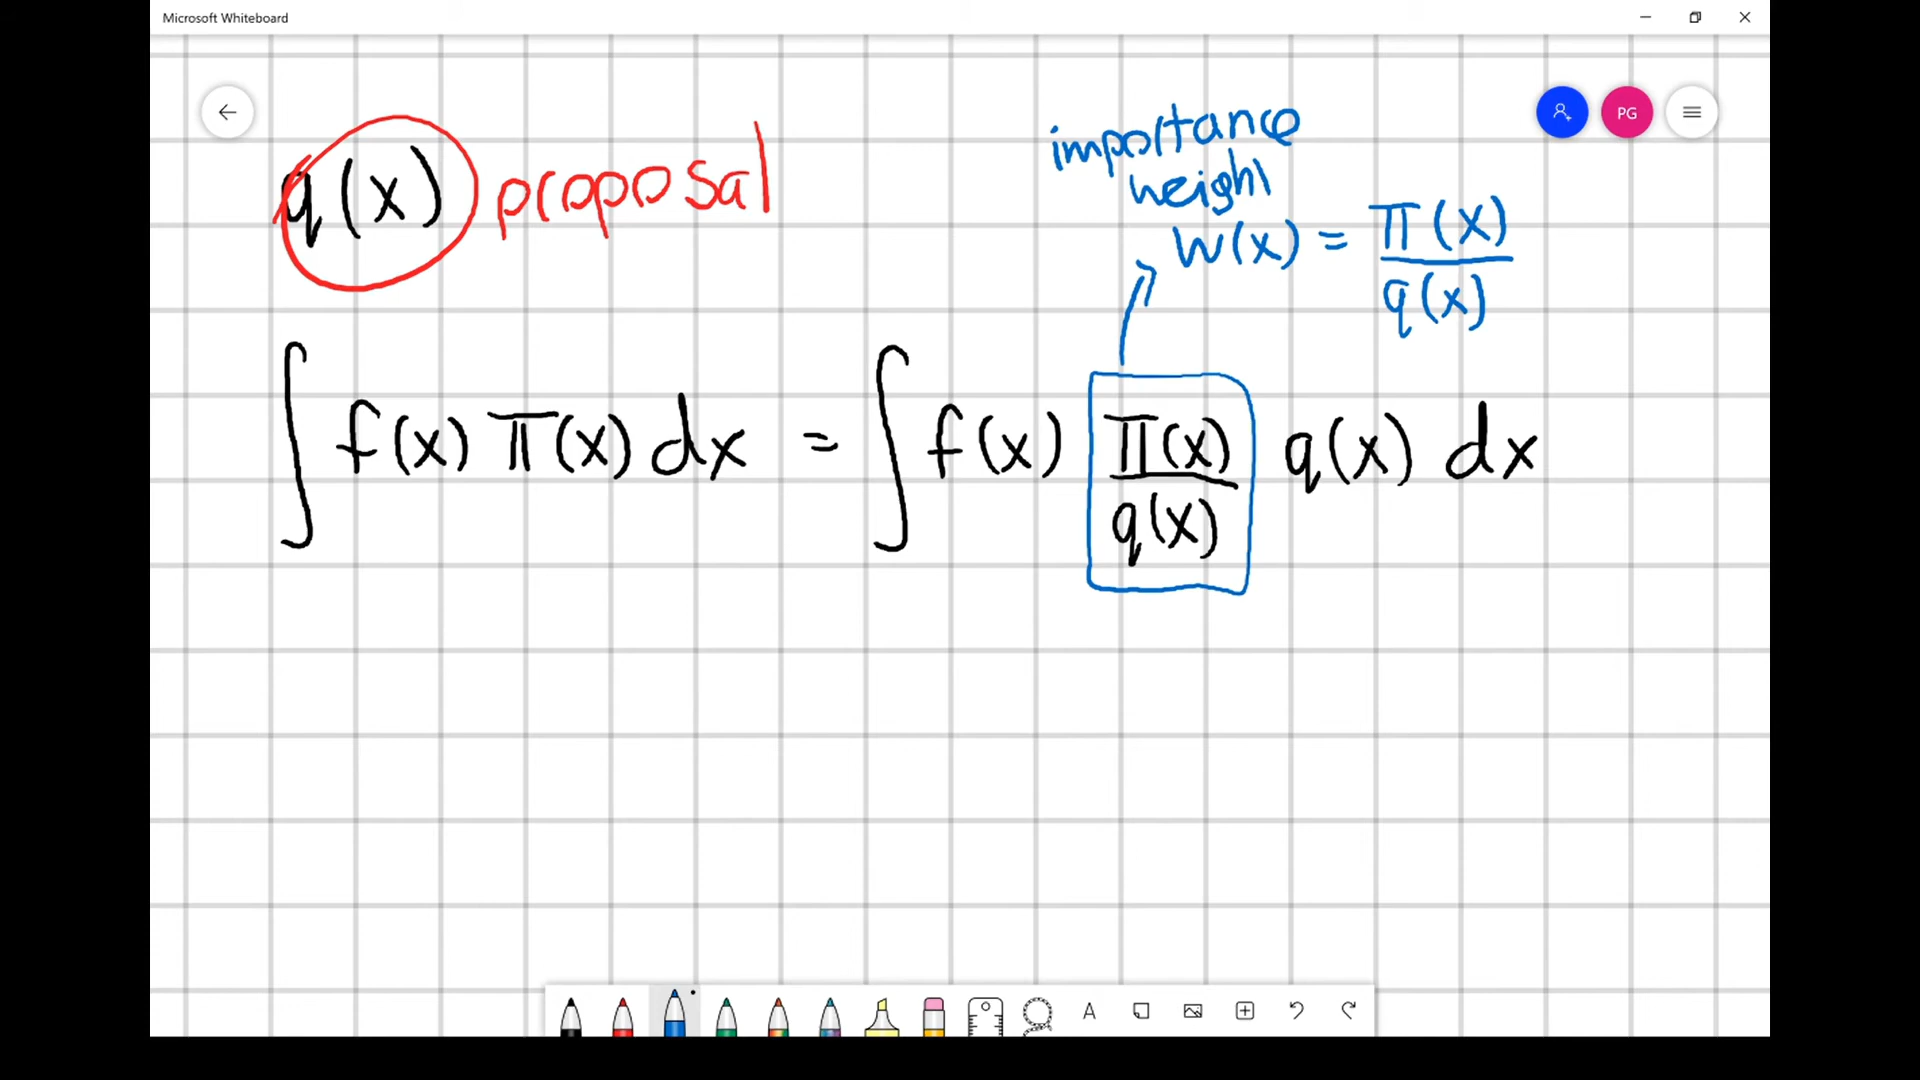 Microsoft Whiteboard
PG
q(x) proposal
importance
weight
w(x) = π(x)
q(x)
∫ f(x) π(x) dx = ∫ f(x) π(x) q(x) dx
q(x)
A